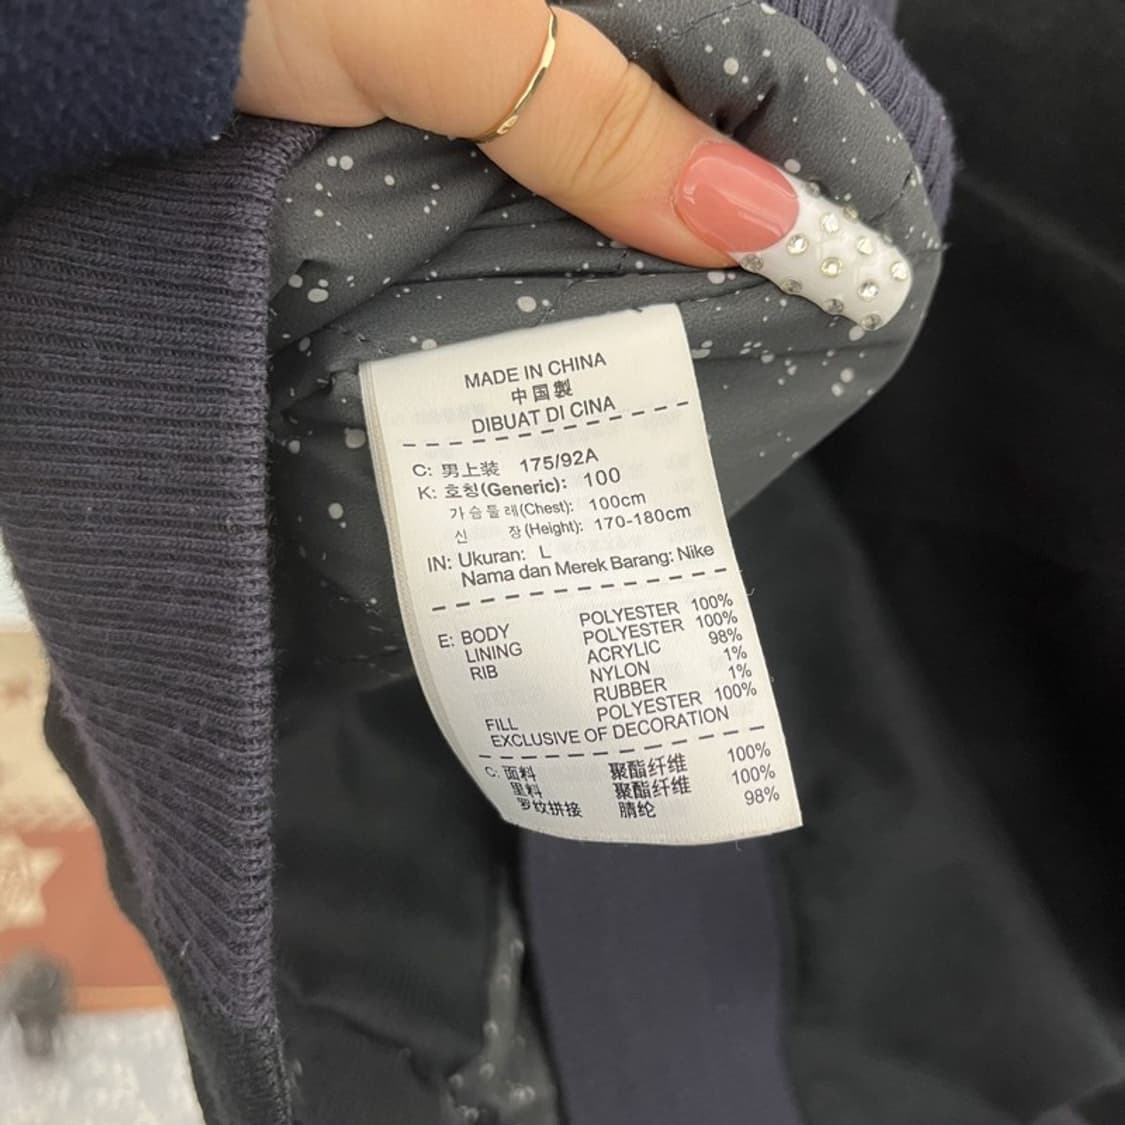 MADE IN CHINA
中国製
DIBUAT DI CINA
C: 男上装 175/92A
K: 호칭(Generic): 100
가슴둘레(Chest): 100cm
신 장(Height): 170-180cm
IN: Ukuran: L
Nama dan Merek Barang: Nike
E: BODY POLYESTER 100%
LINING POLYESTER 100%
RIB ACRYLIC 98%
NYLON 1%
RUBBER 1%
FILL POLYESTER 100%
EXCLUSIVE OF DECORATION
C: 面料 聚酯纤维 100%
里料 聚酯纤维 100%
罗纹拼接 腈纶 98%